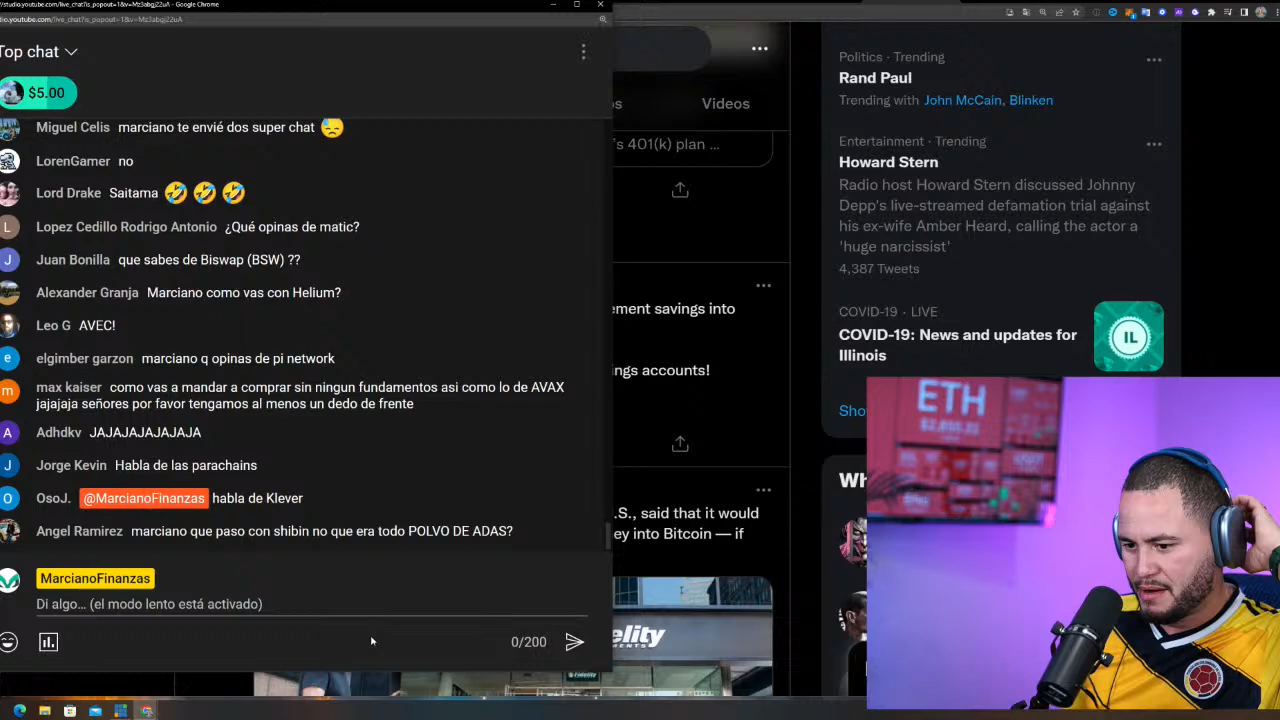 //studio.youtube.com/live_chat?is_popout=1&v=Mz3abgj22uA - Google Chrome
studio.youtube.com/live_chat?is_popout=1&v=Mz3abgj22uA
Top chat
$5.00
Miguel Celis marciano te envié dos super chat 😓
LorenGamer no
Lord Drake Saitama 🤣 🤣 🤣
L Lopez Cedillo Rodrigo Antonio ¿Qué opinas de matic?
J Juan Bonilla que sabes de Biswap (BSW) ??
Alexander Granja Marciano como vas con Helium?
Leo G AVEC!
e elgimber garzon marciano q opinas de pi network
m max kaiser como vas a mandar a comprar sin ningun fundamentos asi como lo de AVAX
jajajaja señores por favor tengamos al menos un dedo de frente
A Adhdkv JAJAJAJAJAJAJA
J Jorge Kevin Habla de las parachains
O OsoJ. @MarcianoFinanzas habla de Klever
Angel Ramirez marciano que paso con shibin no que era todo POLVO DE ADAS?
MarcianoFinanzas
Di algo... (el modo lento está activado)
0/200
Videos
's 401(k) plan ...
ement savings into
ngs accounts!
.S., said that it would
ey into Bitcoin — if
Politics · Trending
Rand Paul
Trending with John McCain, Blinken
Entertainment · Trending
Howard Stern
Radio host Howard Stern discussed Johnny
Depp's live-streamed defamation trial against
his ex-wife Amber Heard, calling the actor a
'huge narcissist'
4,387 Tweets
COVID-19 · LIVE
COVID-19: News and updates for
Illinois
IL
Sho
Wh
ETH